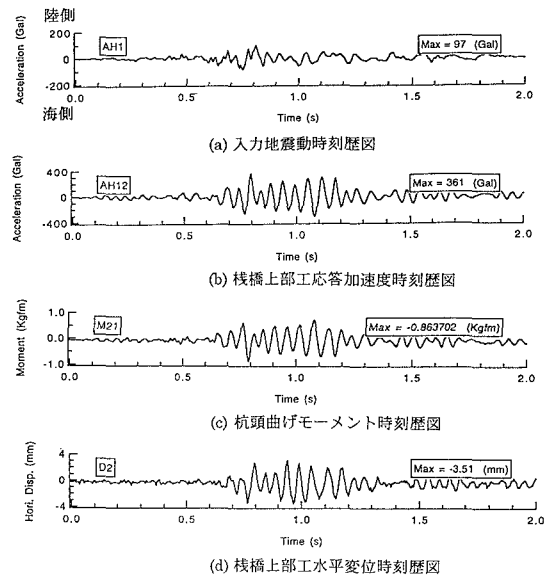 陸側
Acceleration (Gal)
200
0
-200
AH1
Max = 97 (Gal)
0.0 0.5 1.0 1.5 2.0
海側
Time (s)
(a) 入力地震動時刻歴図
Acceleration (Gal)
400
0
-400
AH12
Max = 361 (Gal)
0.0 0.5 1.0 1.5 2.0
Time (s)
(b) 桟橋上部工応答加速度時刻歴図
Moment (Kgfm)
1.0
0.0
-1.0
M21
Max = -0.863702 (Kgfm)
0.0 0.5 1.0 1.5 2.0
Time (s)
(c) 杭頭曲げモーメント時刻歴図
Hori. Disp. (mm)
4
0
-4
D2
Max = -3.51 (mm)
0.0 0.5 1.0 1.5 2.0
Time (s)
(d) 桟橋上部工水平変位時刻歴図